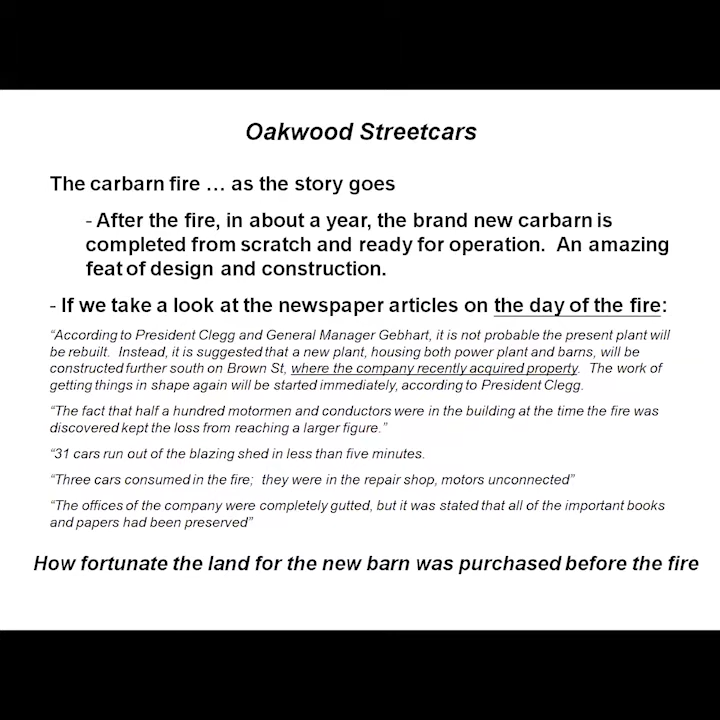 Oakwood Streetcars
The carbarn fire … as the story goes
- After the fire, in about a year, the brand new carbarn is
completed from scratch and ready for operation.  An amazing
feat of design and construction.
- If we take a look at the newspaper articles on the day of the fire:
“According to President Clegg and General Manager Gebhart, it is not probable the present plant will
be rebuilt.  Instead, it is suggested that a new plant, housing both power plant and barns, will be
constructed further south on Brown St, where the company recently acquired property.  The work of
getting things in shape again will be started immediately, according to President Clegg.
“The fact that half a hundred motormen and conductors were in the building at the time the fire was
discovered kept the loss from reaching a larger figure.”
“31 cars run out of the blazing shed in less than five minutes.
“Three cars consumed in the fire;  they were in the repair shop, motors unconnected”
“The offices of the company were completely gutted, but it was stated that all of the important books
and papers had been preserved”
How fortunate the land for the new barn was purchased before the fire